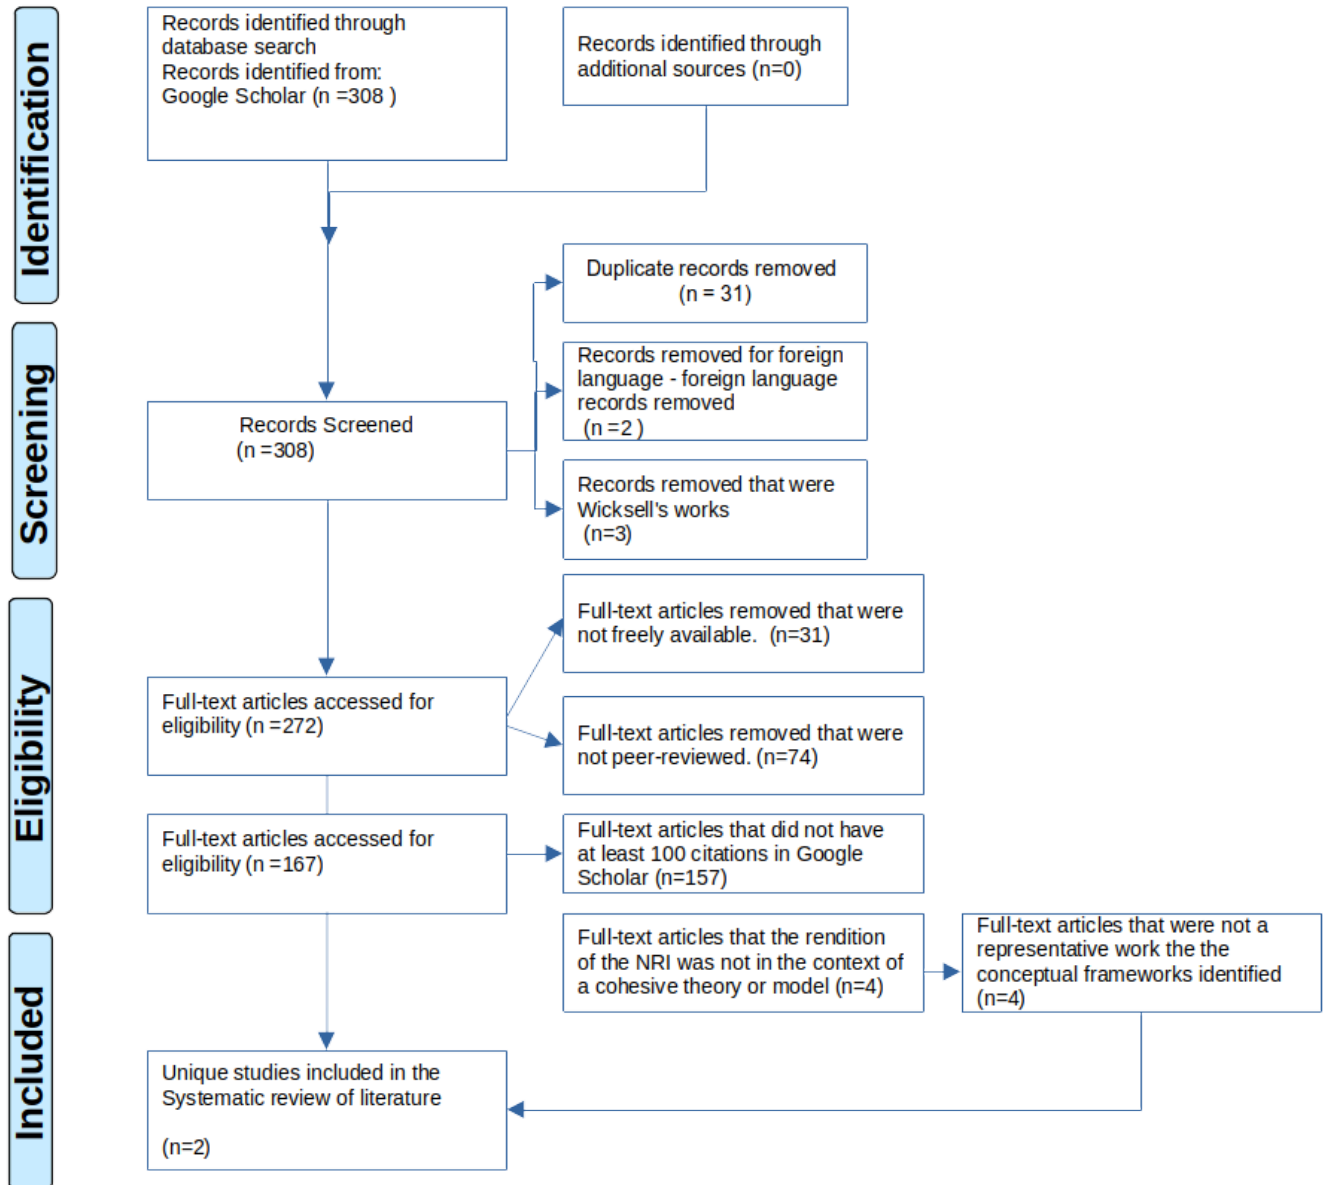 Identification
Records identified through
database search
Records identified from:
Google Scholar (n =308 )
Records identified through
additional sources (n=0)
Duplicate records removed
(n = 31)
Screening
Records removed for foreign
language - foreign language
records removed
(n =2 )
Records Screened
(n =308)
Records removed that were
Wicksell's works
(n=3)
Eligibility
Full-text articles removed that were
not freely available. (n=31)
Full-text articles accessed for
eligibility (n =272)
Full-text articles removed that were
not peer-reviewed. (n=74)
Full-text articles accessed for
eligibility (n =167)
Full-text articles that did not have
at least 100 citations in Google
Scholar (n=157)
Included
Full-text articles that the rendition
of the NRI was not in the context of
a cohesive theory or model (n=4)
Full-text articles that were not a
representative work the the
conceptual frameworks identified
(n=4)
Unique studies included in the
Systematic review of literature
(n=2)